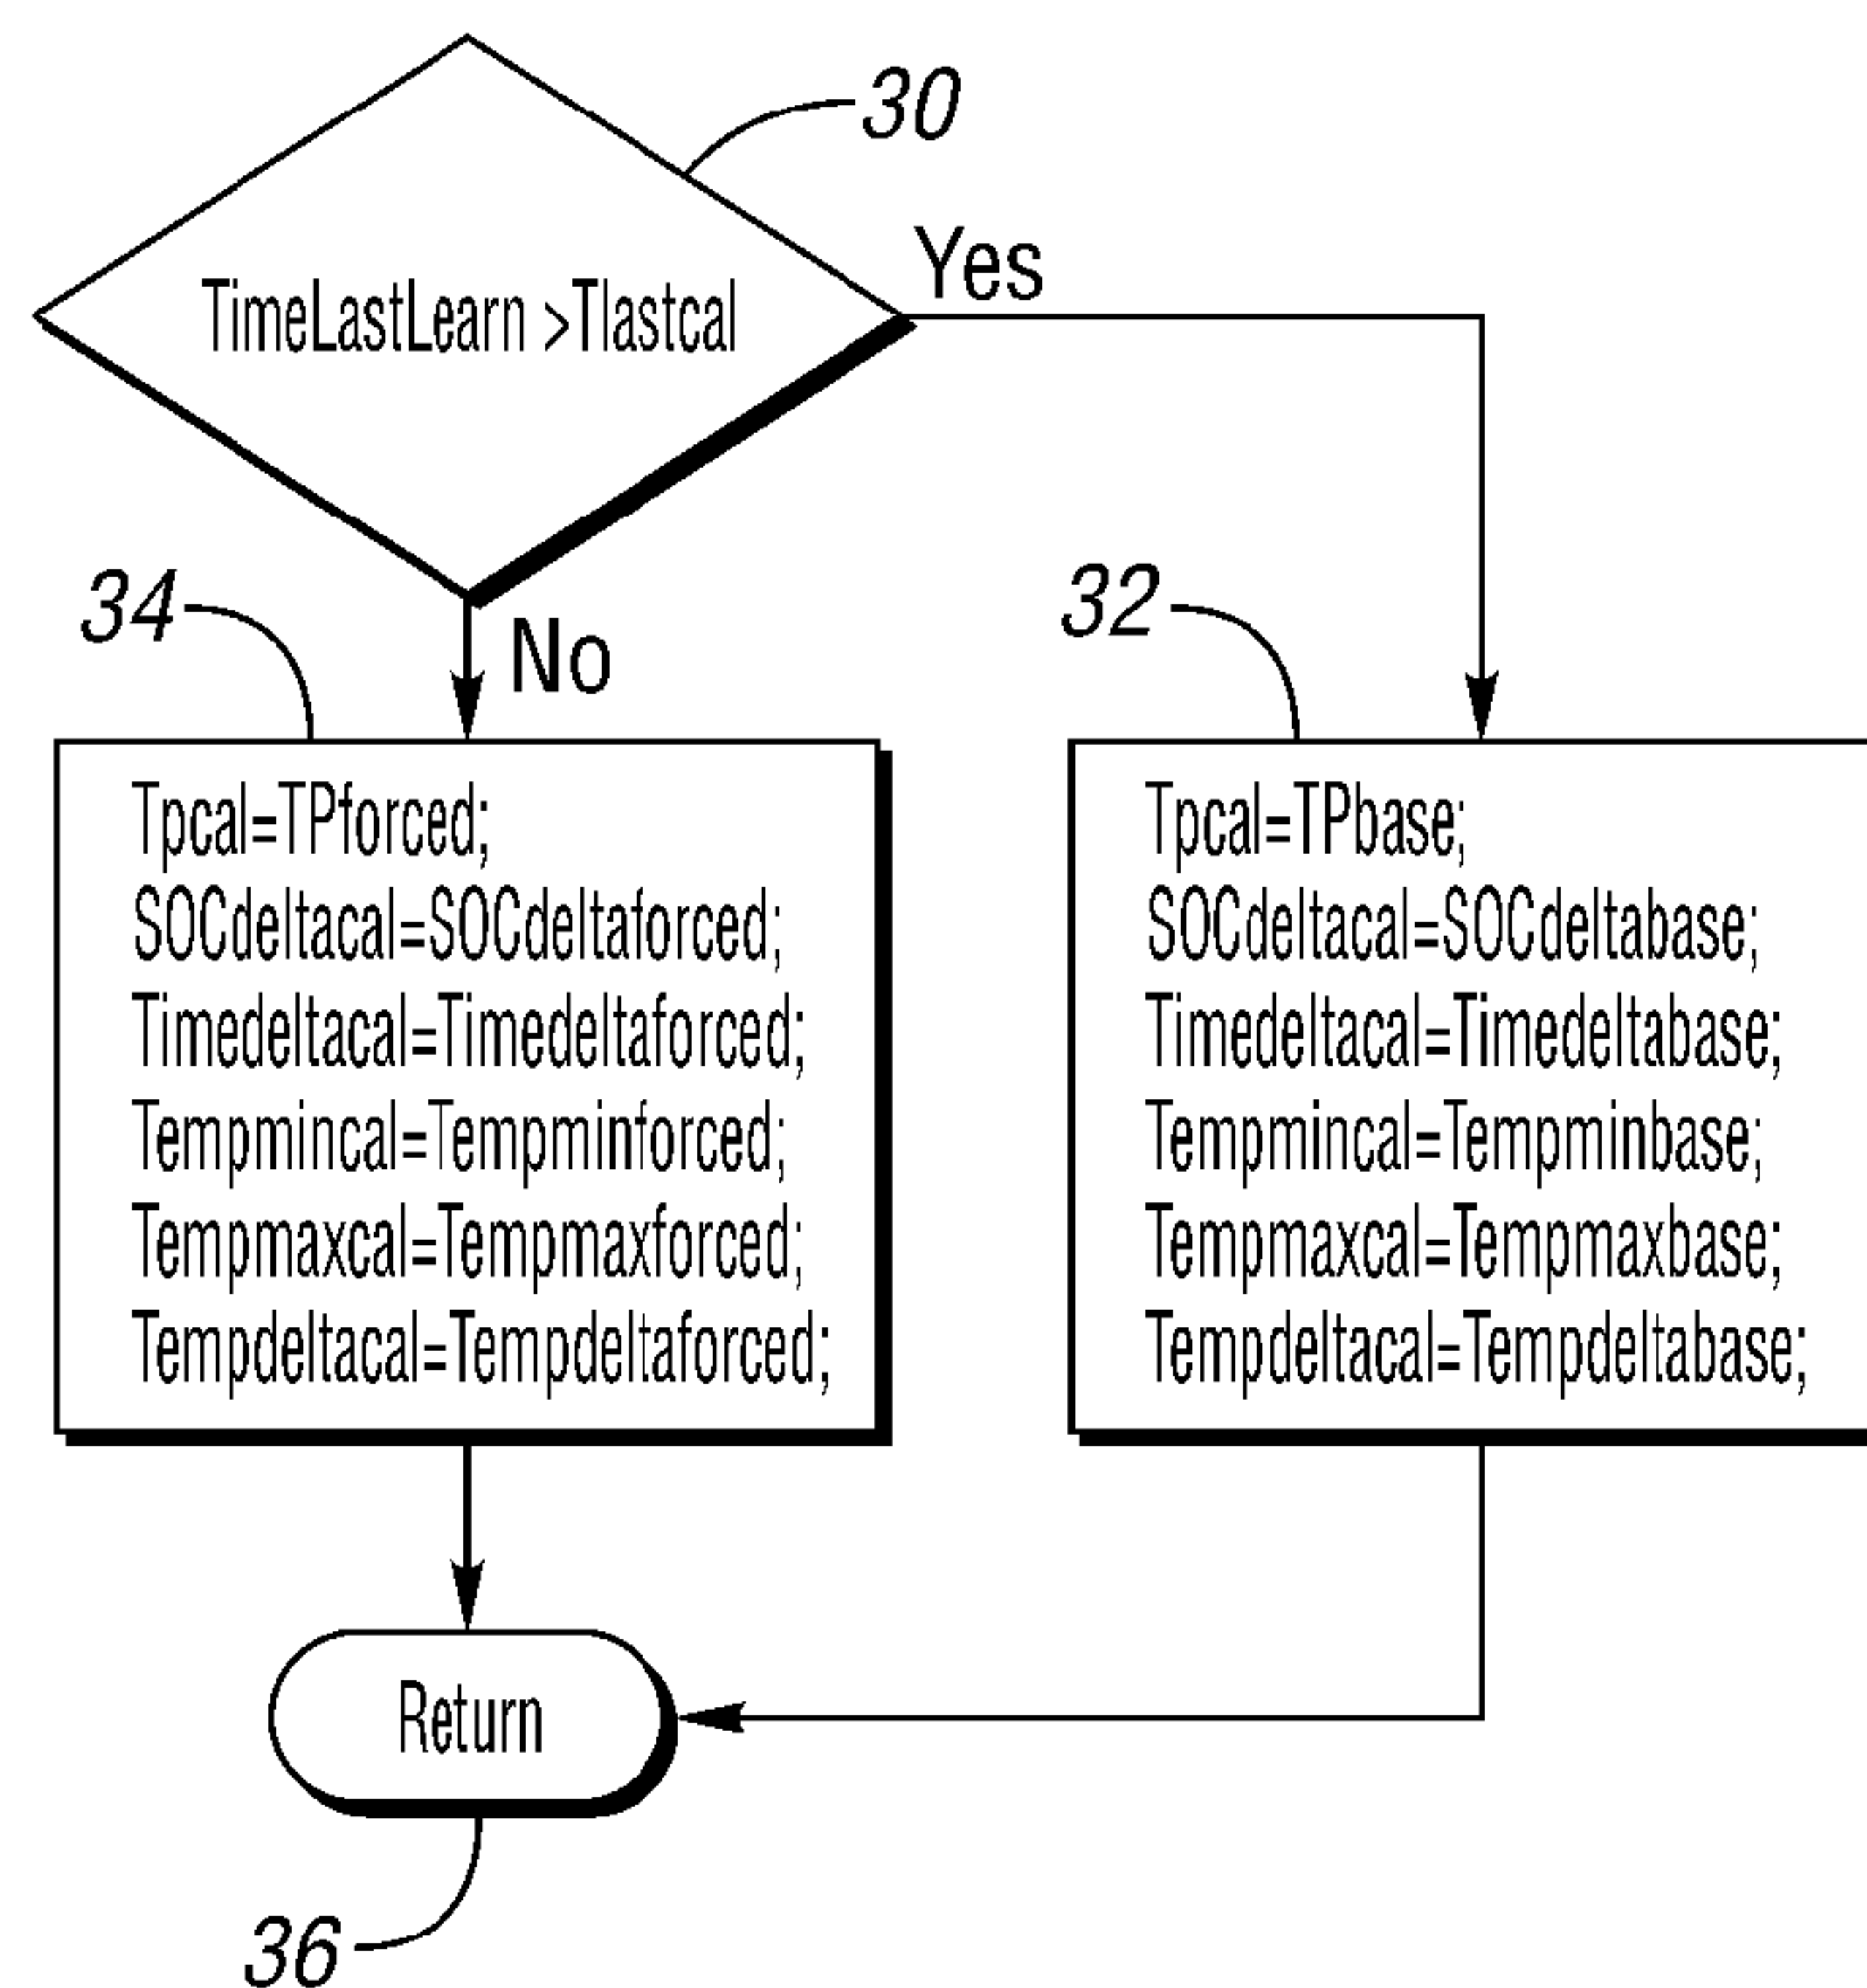 30
TimeLastLearn >Tlastcal
Yes
No
34
Tpcal=TPforced;
SOCdeltacal=SOCdeltaforced;
Timedeltacal=Timedeltaforced;
Tempmincal=Tempminforced;
Tempmaxcal=Tempmaxforced;
Tempdeltacal=Tempdeltaforced;
32
Tpcal=TPbase;
SOCdeltacal=SOCdeltabase;
Timedeltacal=Timedeltabase;
Tempmincal=Tempminbase;
Tempmaxcal=Tempmaxbase;
Tempdeltacal=Tempdeltabase;
Return
36